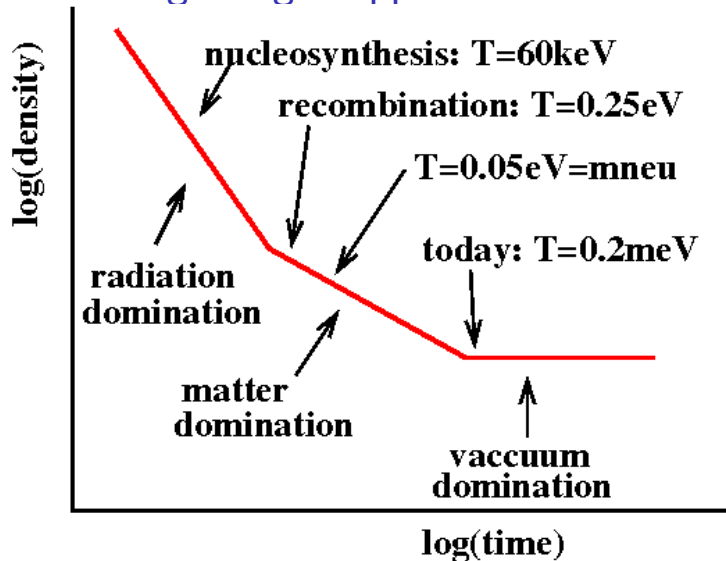 nucleosynthesis: T=60keV
recombination: T=0.25eV
T=0.05eV=mneu
today: T=0.2meV
log(density)
radiation
domination
matter
domination
vaccuum
domination
log(time)